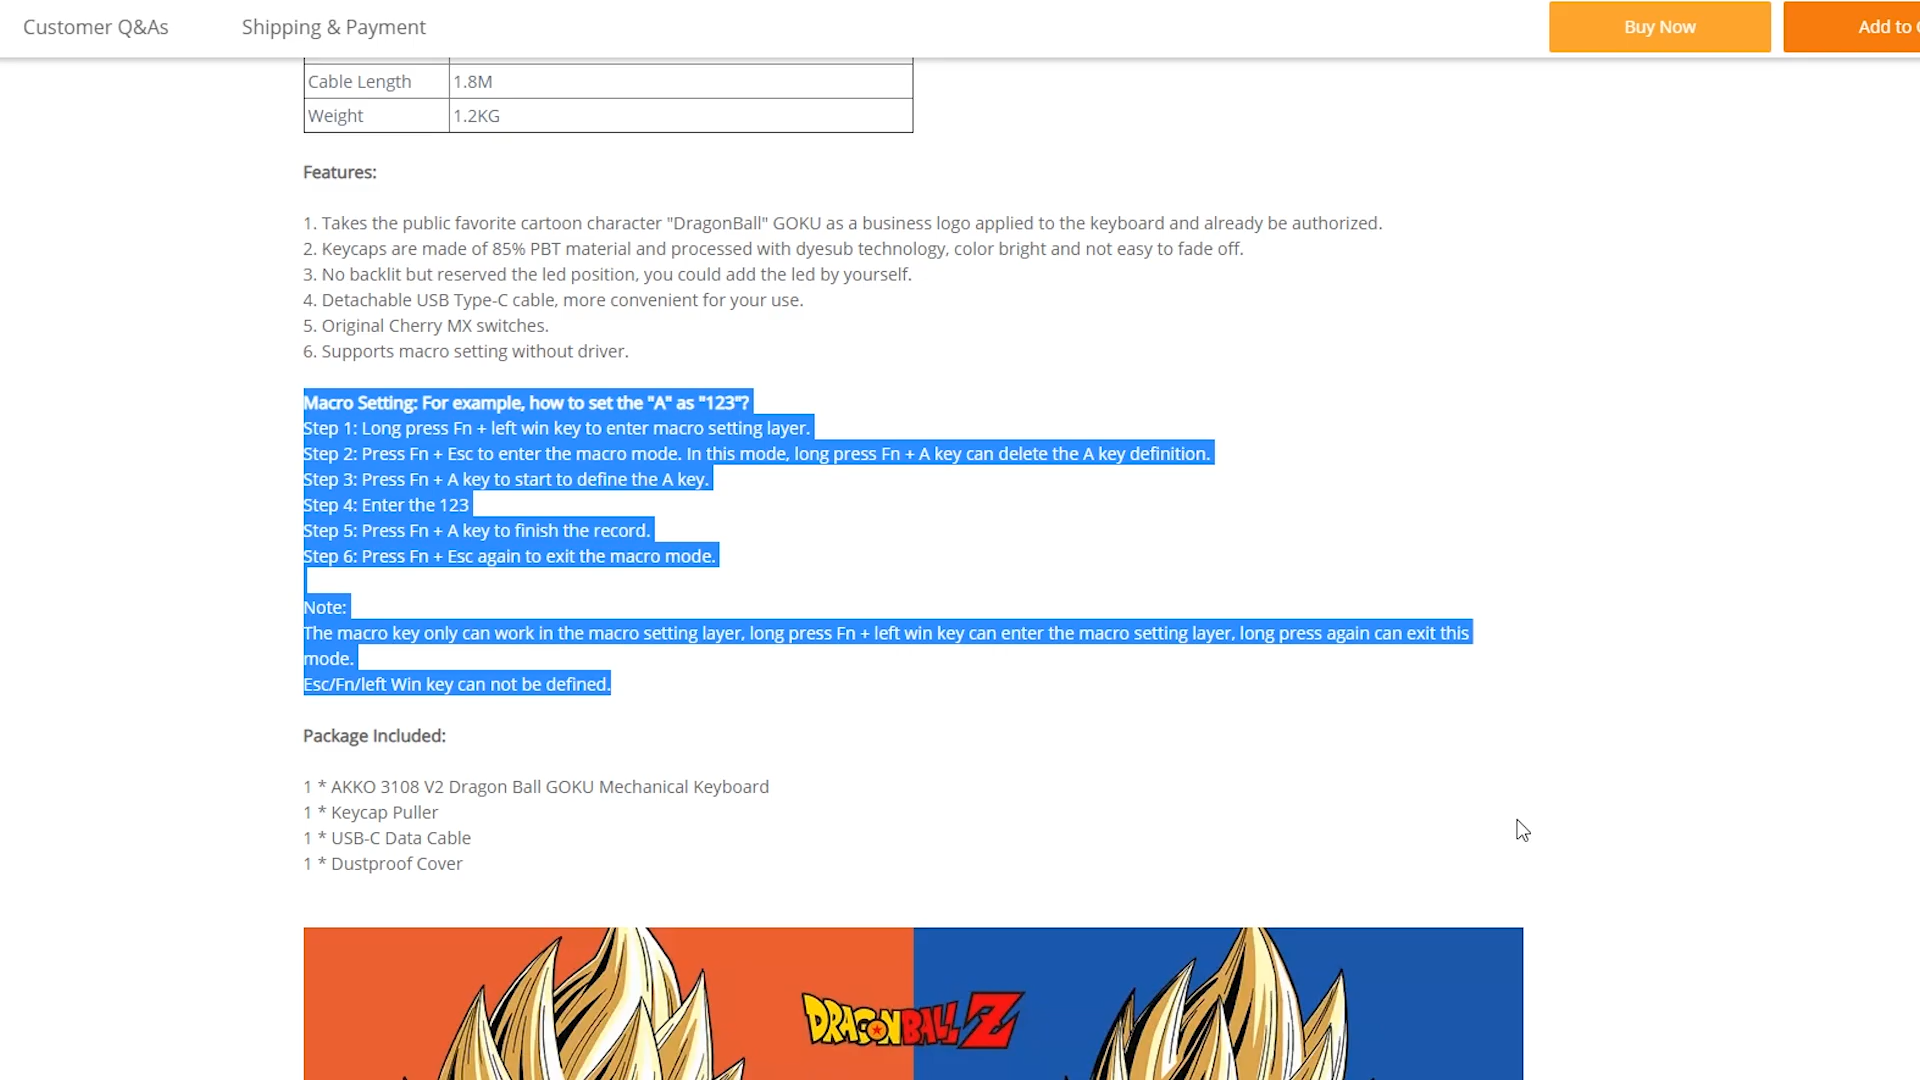 Customer Q&As Shipping & Payment Buy Now Add to
Cable Length 1.8M
Weight 1.2KG
Features:
1. Takes the public favorite cartoon character "DragonBall" GOKU as a business logo applied to the keyboard and already be authorized.
2. Keycaps are made of 85% PBT material and processed with dyesub technology, color bright and not easy to fade off.
3. No backlit but reserved the led position, you could add the led by yourself.
4. Detachable USB Type-C cable, more convenient for your use.
5. Original Cherry MX switches.
6. Supports macro setting without driver.
Macro Setting: For example, how to set the "A" as "123"?
Step 1: Long press Fn + left win key to enter macro setting layer.
Step 2: Press Fn + Esc to enter the macro mode. In this mode, long press Fn + A key can delete the A key definition.
Step 3: Press Fn + A key to start to define the A key.
Step 4: Enter the 123
Step 5: Press Fn + A key to finish the record.
Step 6: Press Fn + Esc again to exit the macro mode.
Note:
The macro key only can work in the macro setting layer, long press Fn + left win key can enter the macro setting layer, long press again can exit this
mode.
Esc/Fn/left Win key can not be defined.
Package Included:
1 * AKKO 3108 V2 Dragon Ball GOKU Mechanical Keyboard
1 * Keycap Puller
1 * USB-C Data Cable
1 * Dustproof Cover
DRAGONBALL Z